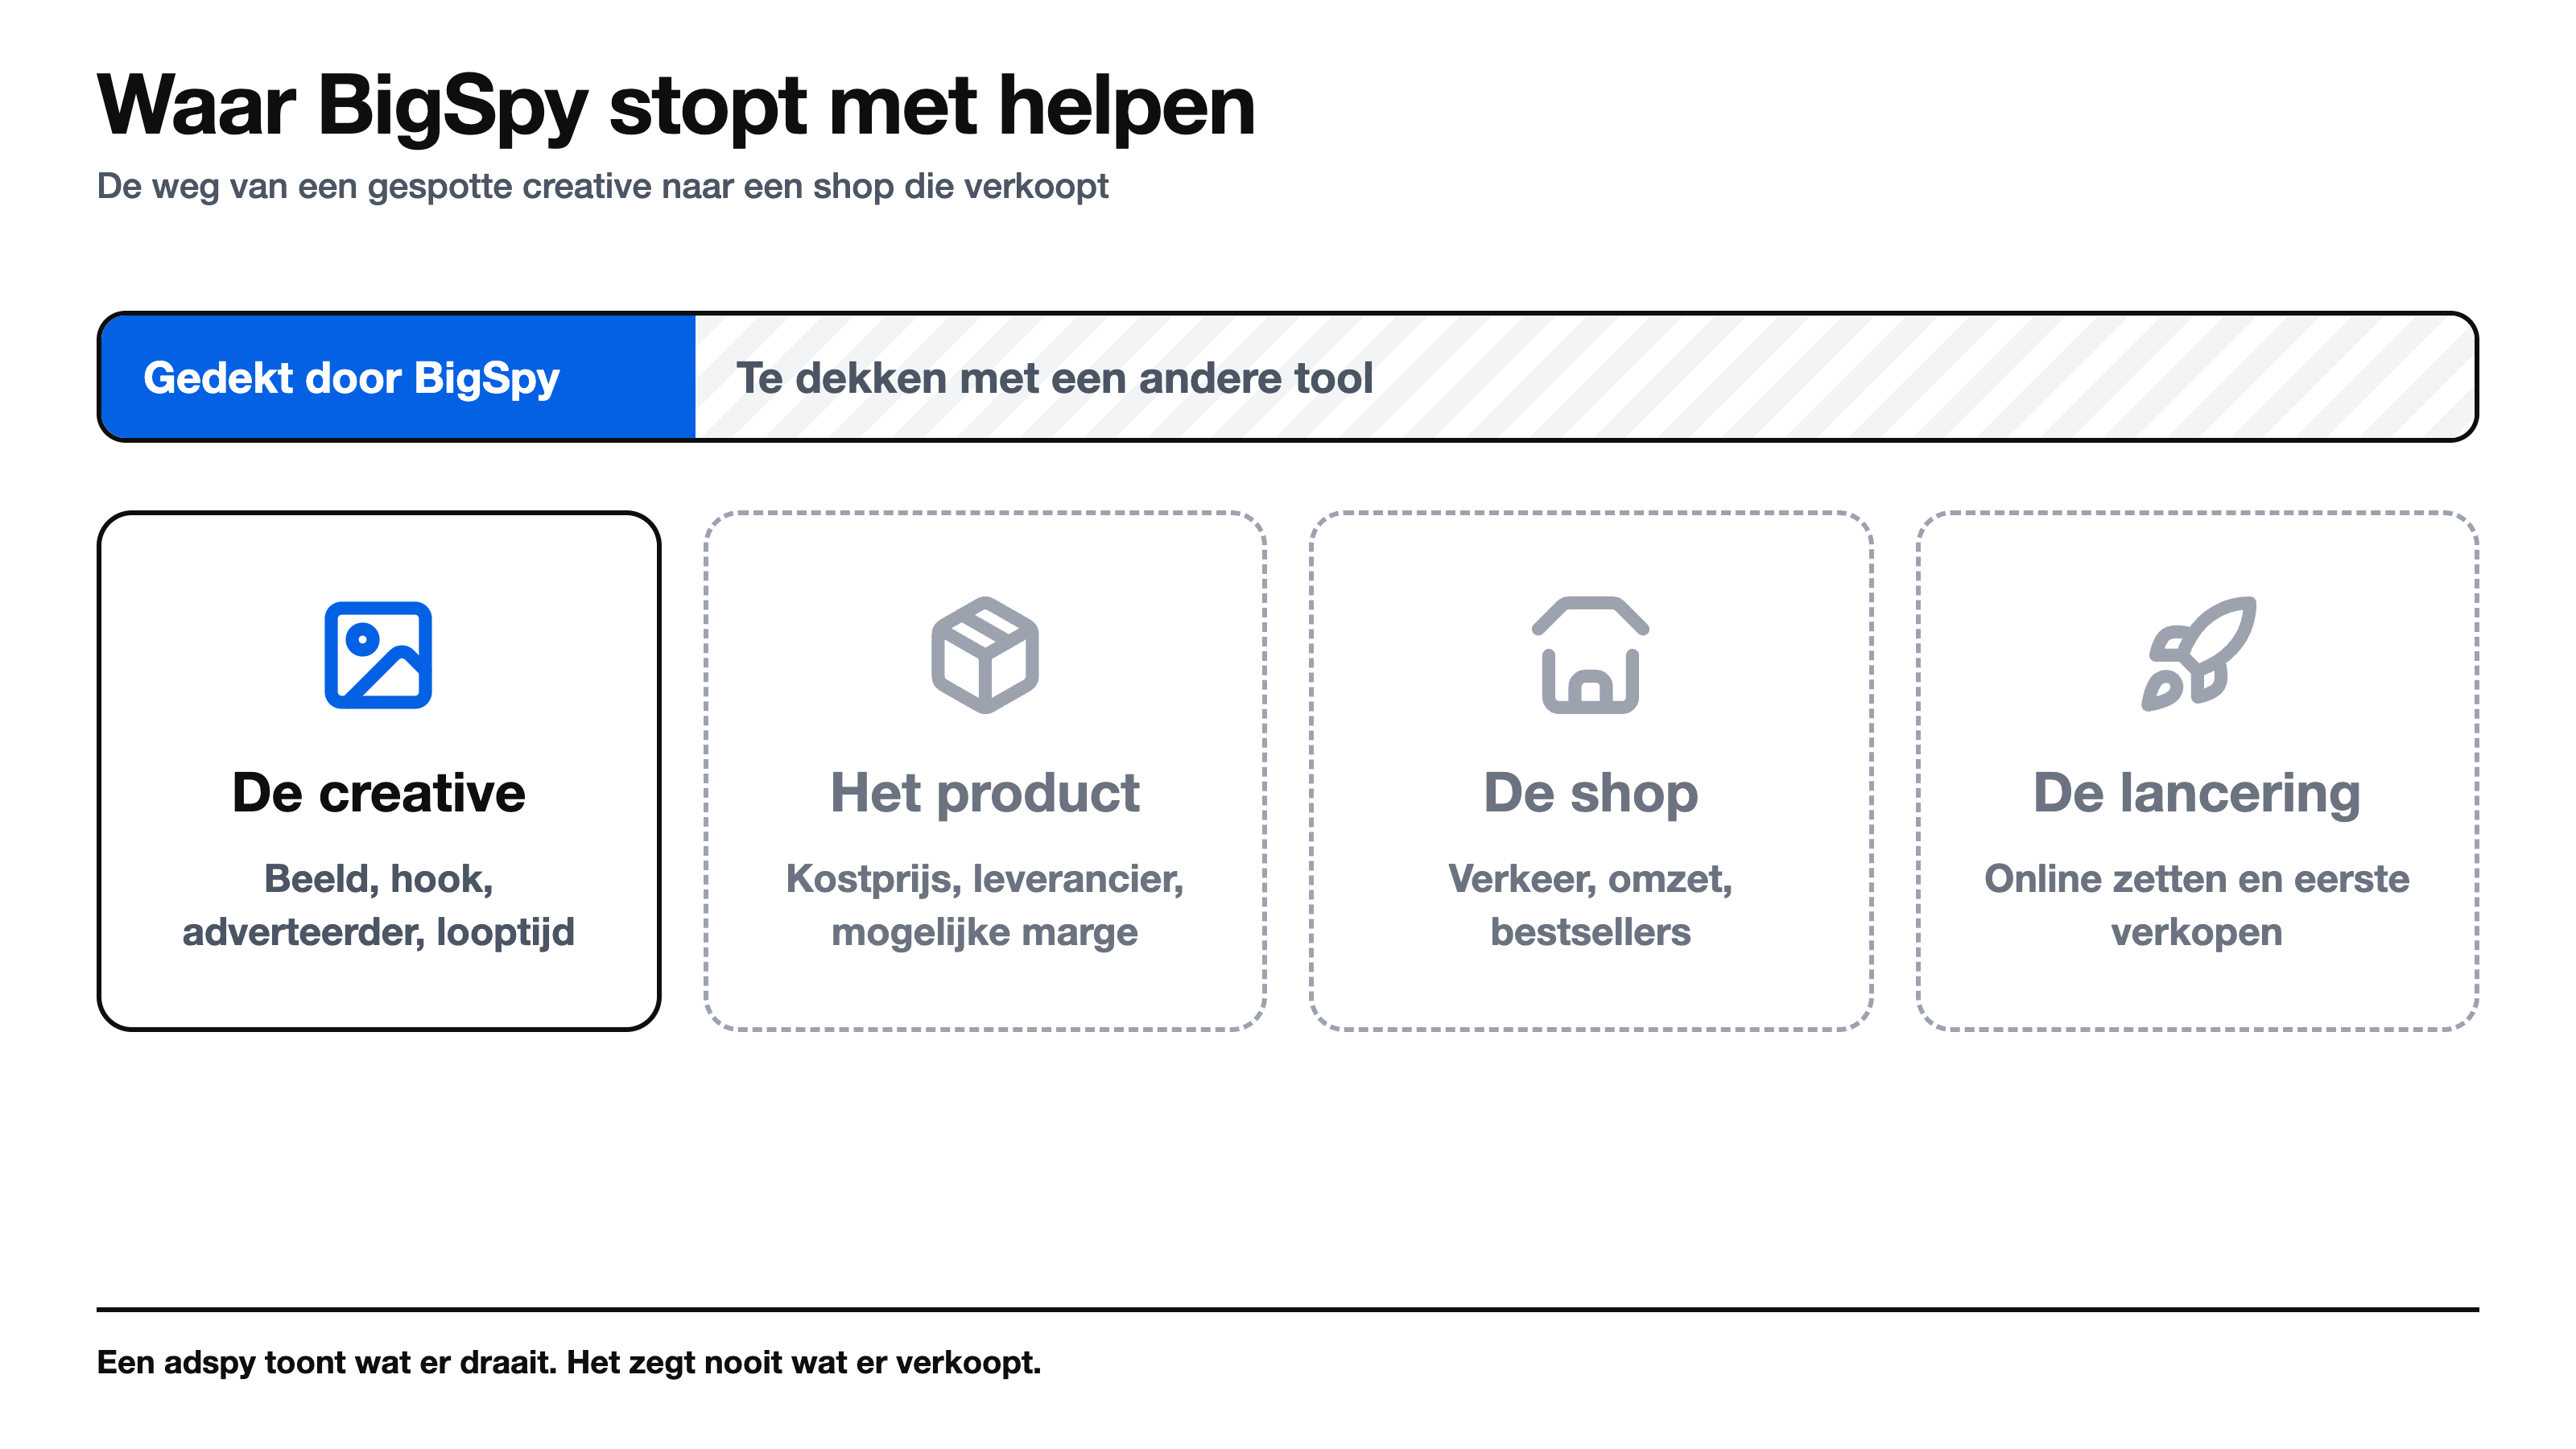 Waar BigSpy stopt met helpen
De weg van een gespotte creative naar een shop die verkoopt
Gedekt door BigSpy
Te dekken met een andere tool
De creative
Beeld, hook,
adverteerder, looptijd
Het product
Kostprijs, leverancier,
mogelijke marge
De shop
Verkeer, omzet,
bestsellers
De lancering
Online zetten en eerste
verkopen
Een adspy toont wat er draait. Het zegt nooit wat er verkoopt.